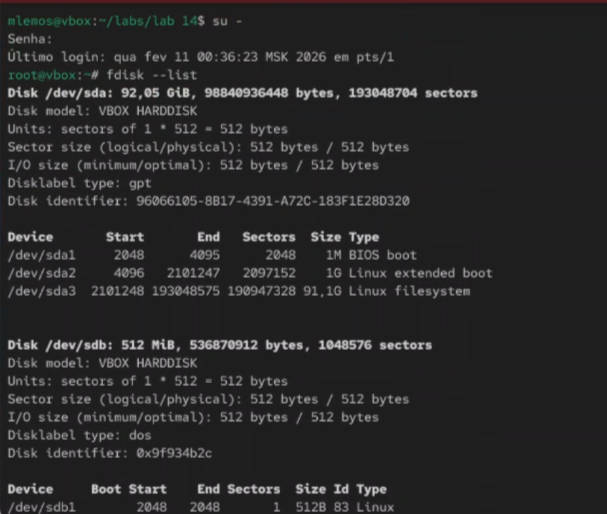 mlemos@vbox:~/labs/lab 14$ su -
Senha:
Último login: qua fev 11 00:36:23 MSK 2026 em pts/1
root@vbox:~# fdisk --list
Disk /dev/sda: 92,05 GiB, 98840936448 bytes, 193048704 sectors
Disk model: VBOX HARDDISK
Units: sectors of 1 * 512 = 512 bytes
Sector size (logical/physical): 512 bytes / 512 bytes
I/O size (minimum/optimal): 512 bytes / 512 bytes
Disklabel type: gpt
Disk identifier: 96066105-8B17-4391-A72C-183F1E28D320
Device Start End Sectors Size Type
/dev/sda1 2048 4095 2048 1M BIOS boot
/dev/sda2 4096 2101247 2097152 1G Linux extended boot
/dev/sda3 2101248 193048575 190947328 91,1G Linux filesystem
Disk /dev/sdb: 512 MiB, 536870912 bytes, 1048576 sectors
Disk model: VBOX HARDDISK
Units: sectors of 1 * 512 = 512 bytes
Sector size (logical/physical): 512 bytes / 512 bytes
I/O size (minimum/optimal): 512 bytes / 512 bytes
Disklabel type: dos
Disk identifier: 0x9f934b2c
Device Boot Start End Sectors Size Id Type
/dev/sdb1 2048 2048 1 512B 83 Linux